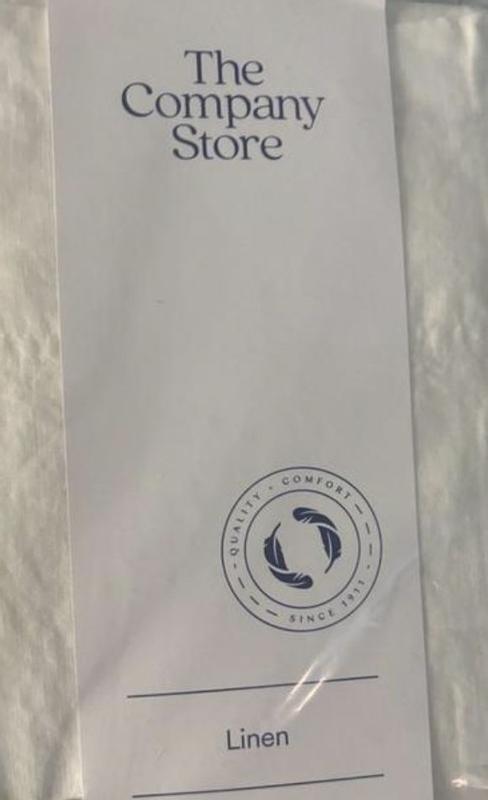 The
Company
Store
QUALITY - COMFORT
SINCE 1911
Linen